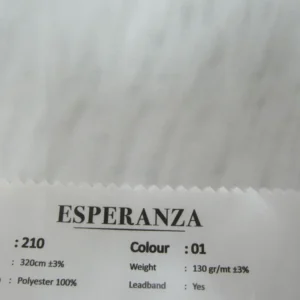 ESPERANZA
: 210 Colour : 01
: 320cm ±3% Weight : 130 gr/mt ±3%
: Polyester 100% Leadband : Yes